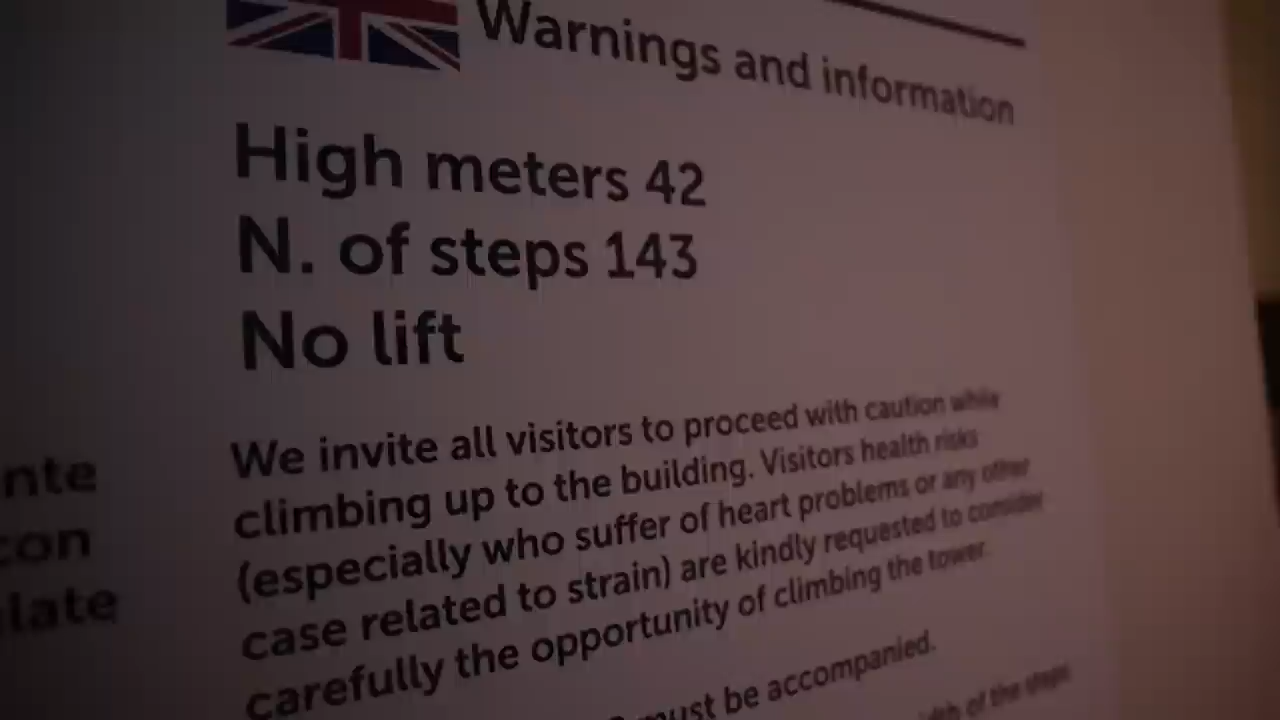 Warnings and information
High meters 42
N. of steps 143
No lift
nte
con
late
We invite all visitors to proceed with caution while
climbing up to the building. Visitors health risks
(especially who suffer of heart problems or any other
case related to strain) are kindly requested to consider
carefully the opportunity of climbing the tower.
must be accompanied.
of the steps